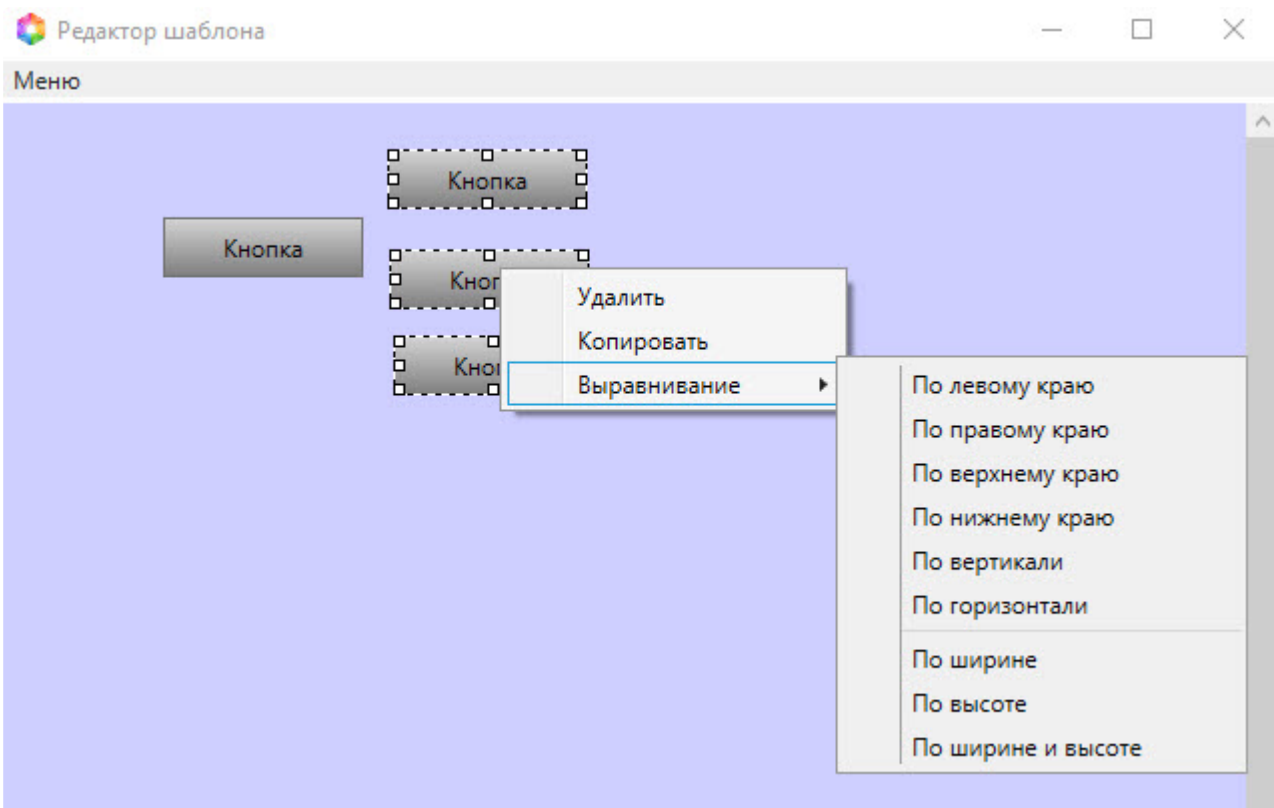 Редактор шаблона
Меню
Кнопка
Кнопка
Удалить
Копировать
Выравнивание
По левому краю
По правому краю
По верхнему краю
По нижнему краю
По вертикали
По горизонтали
По ширине
По высоте
По ширине и высоте